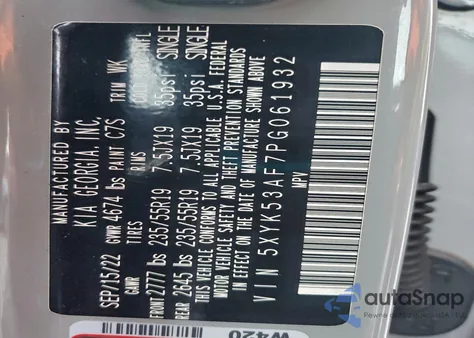 MANUFACTURED BY
KIA GEORGIA, INC.
SEP/15/22 GVWR 4674 lbs PAINT C7S TRIM VK
GAWR TIRES RIMS INFL
FRONT 2777 lbs 235/55R19 7.5JX19 35psi SINGLE
REAR 2645 lbs 235/55R19 7.5JX19 35psi SINGLE
THIS VEHICLE CONFORMS TO ALL APPLICABLE U.S.A. FEDERAL
MOTOR VEHICLE SAFETY AND THEFT PREVENTION STANDARDS
IN EFFECT ON THE DATE OF MANUFACTURE SHOWN ABOVE
VIN 5XYK53AF7PG061932
MPV
W420
autoSnap